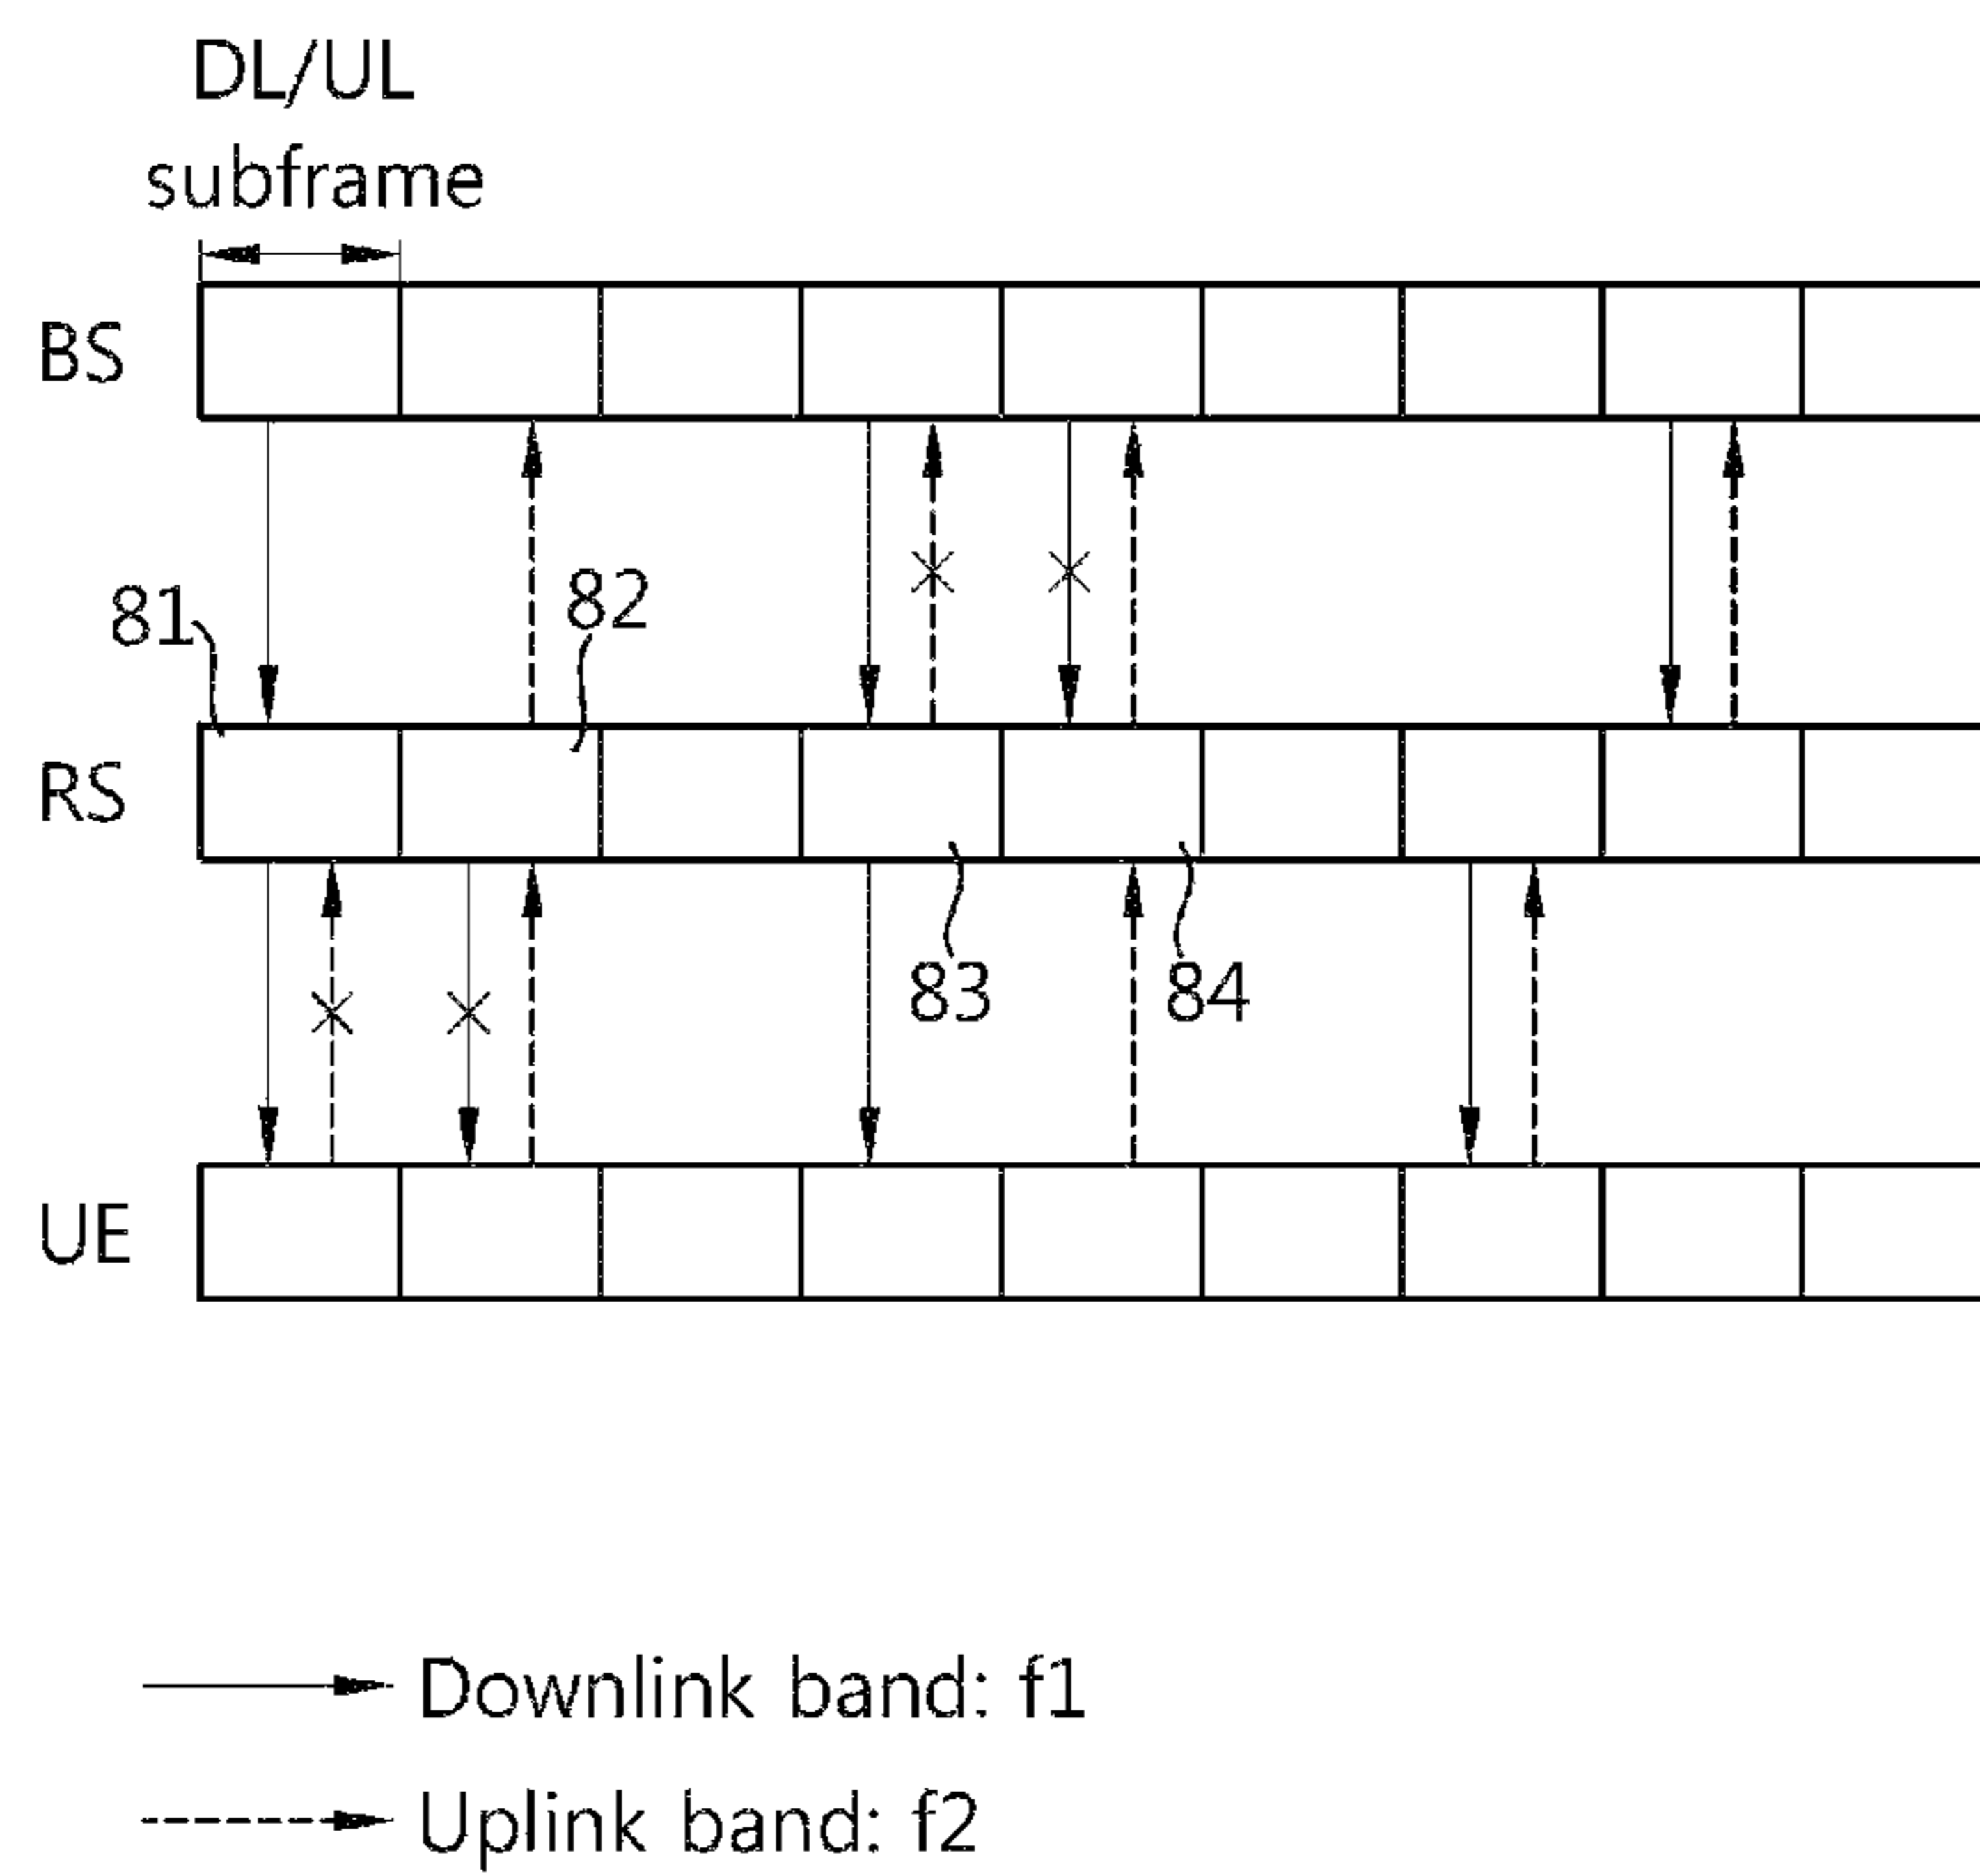 DL/UL
subframe
BS
81
82
RS
83
84
UE
Downlink band: f1
Uplink band: f2